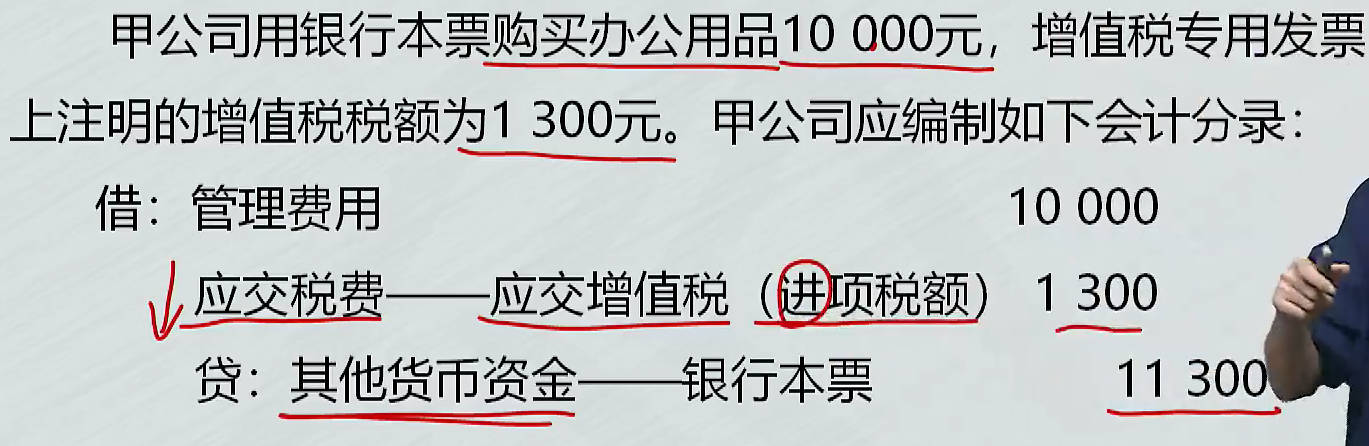 甲公司用银行本票购买办公用品10 000元，增值税专用发票
上注明的增值税税额为1 300元。甲公司应编制如下会计分录：
借：管理费用 10 000
应交税费——应交增值税（进项税额） 1 300
贷：其他货币资金——银行本票 11 300